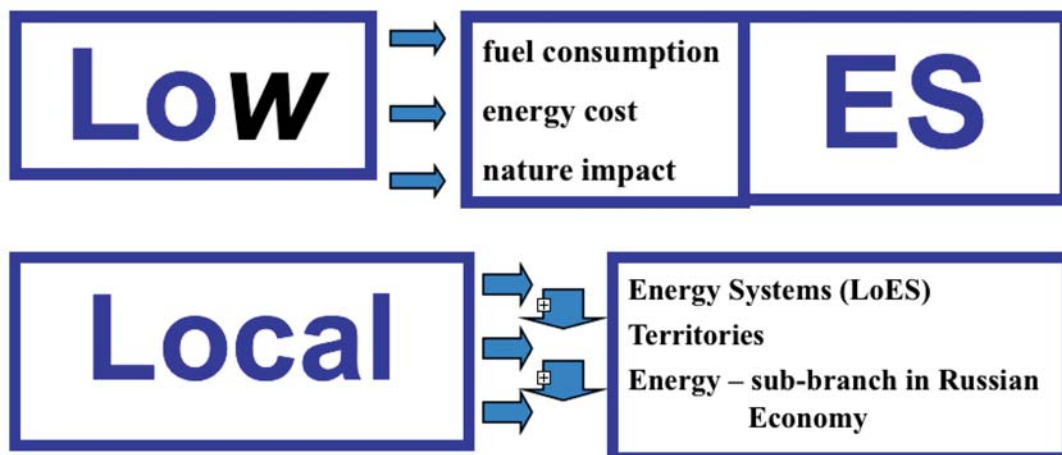 Low
fuel consumption
energy cost
nature impact
ES
Local
Energy Systems (LoES)
Territories
Energy – sub-branch in Russian
Economy